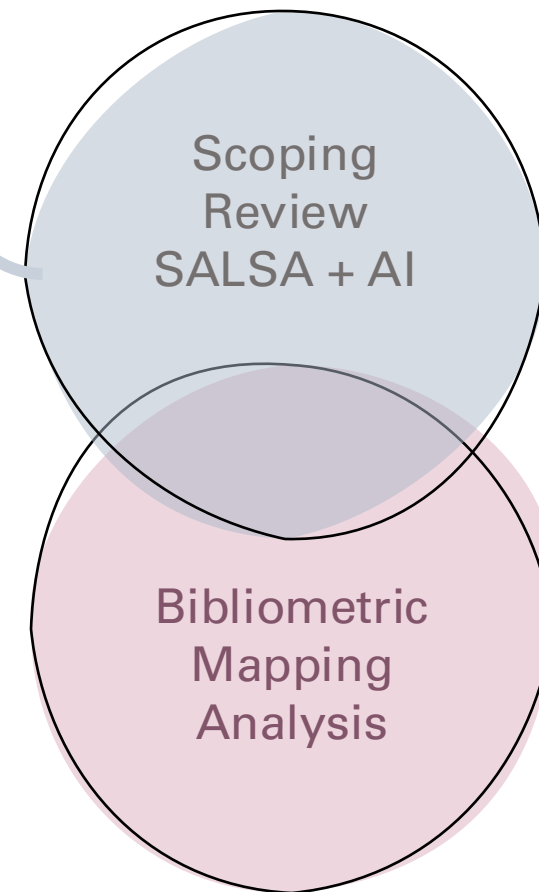 Scoping
Review
SALSA + AI
Bibliometric
Mapping
Analysis